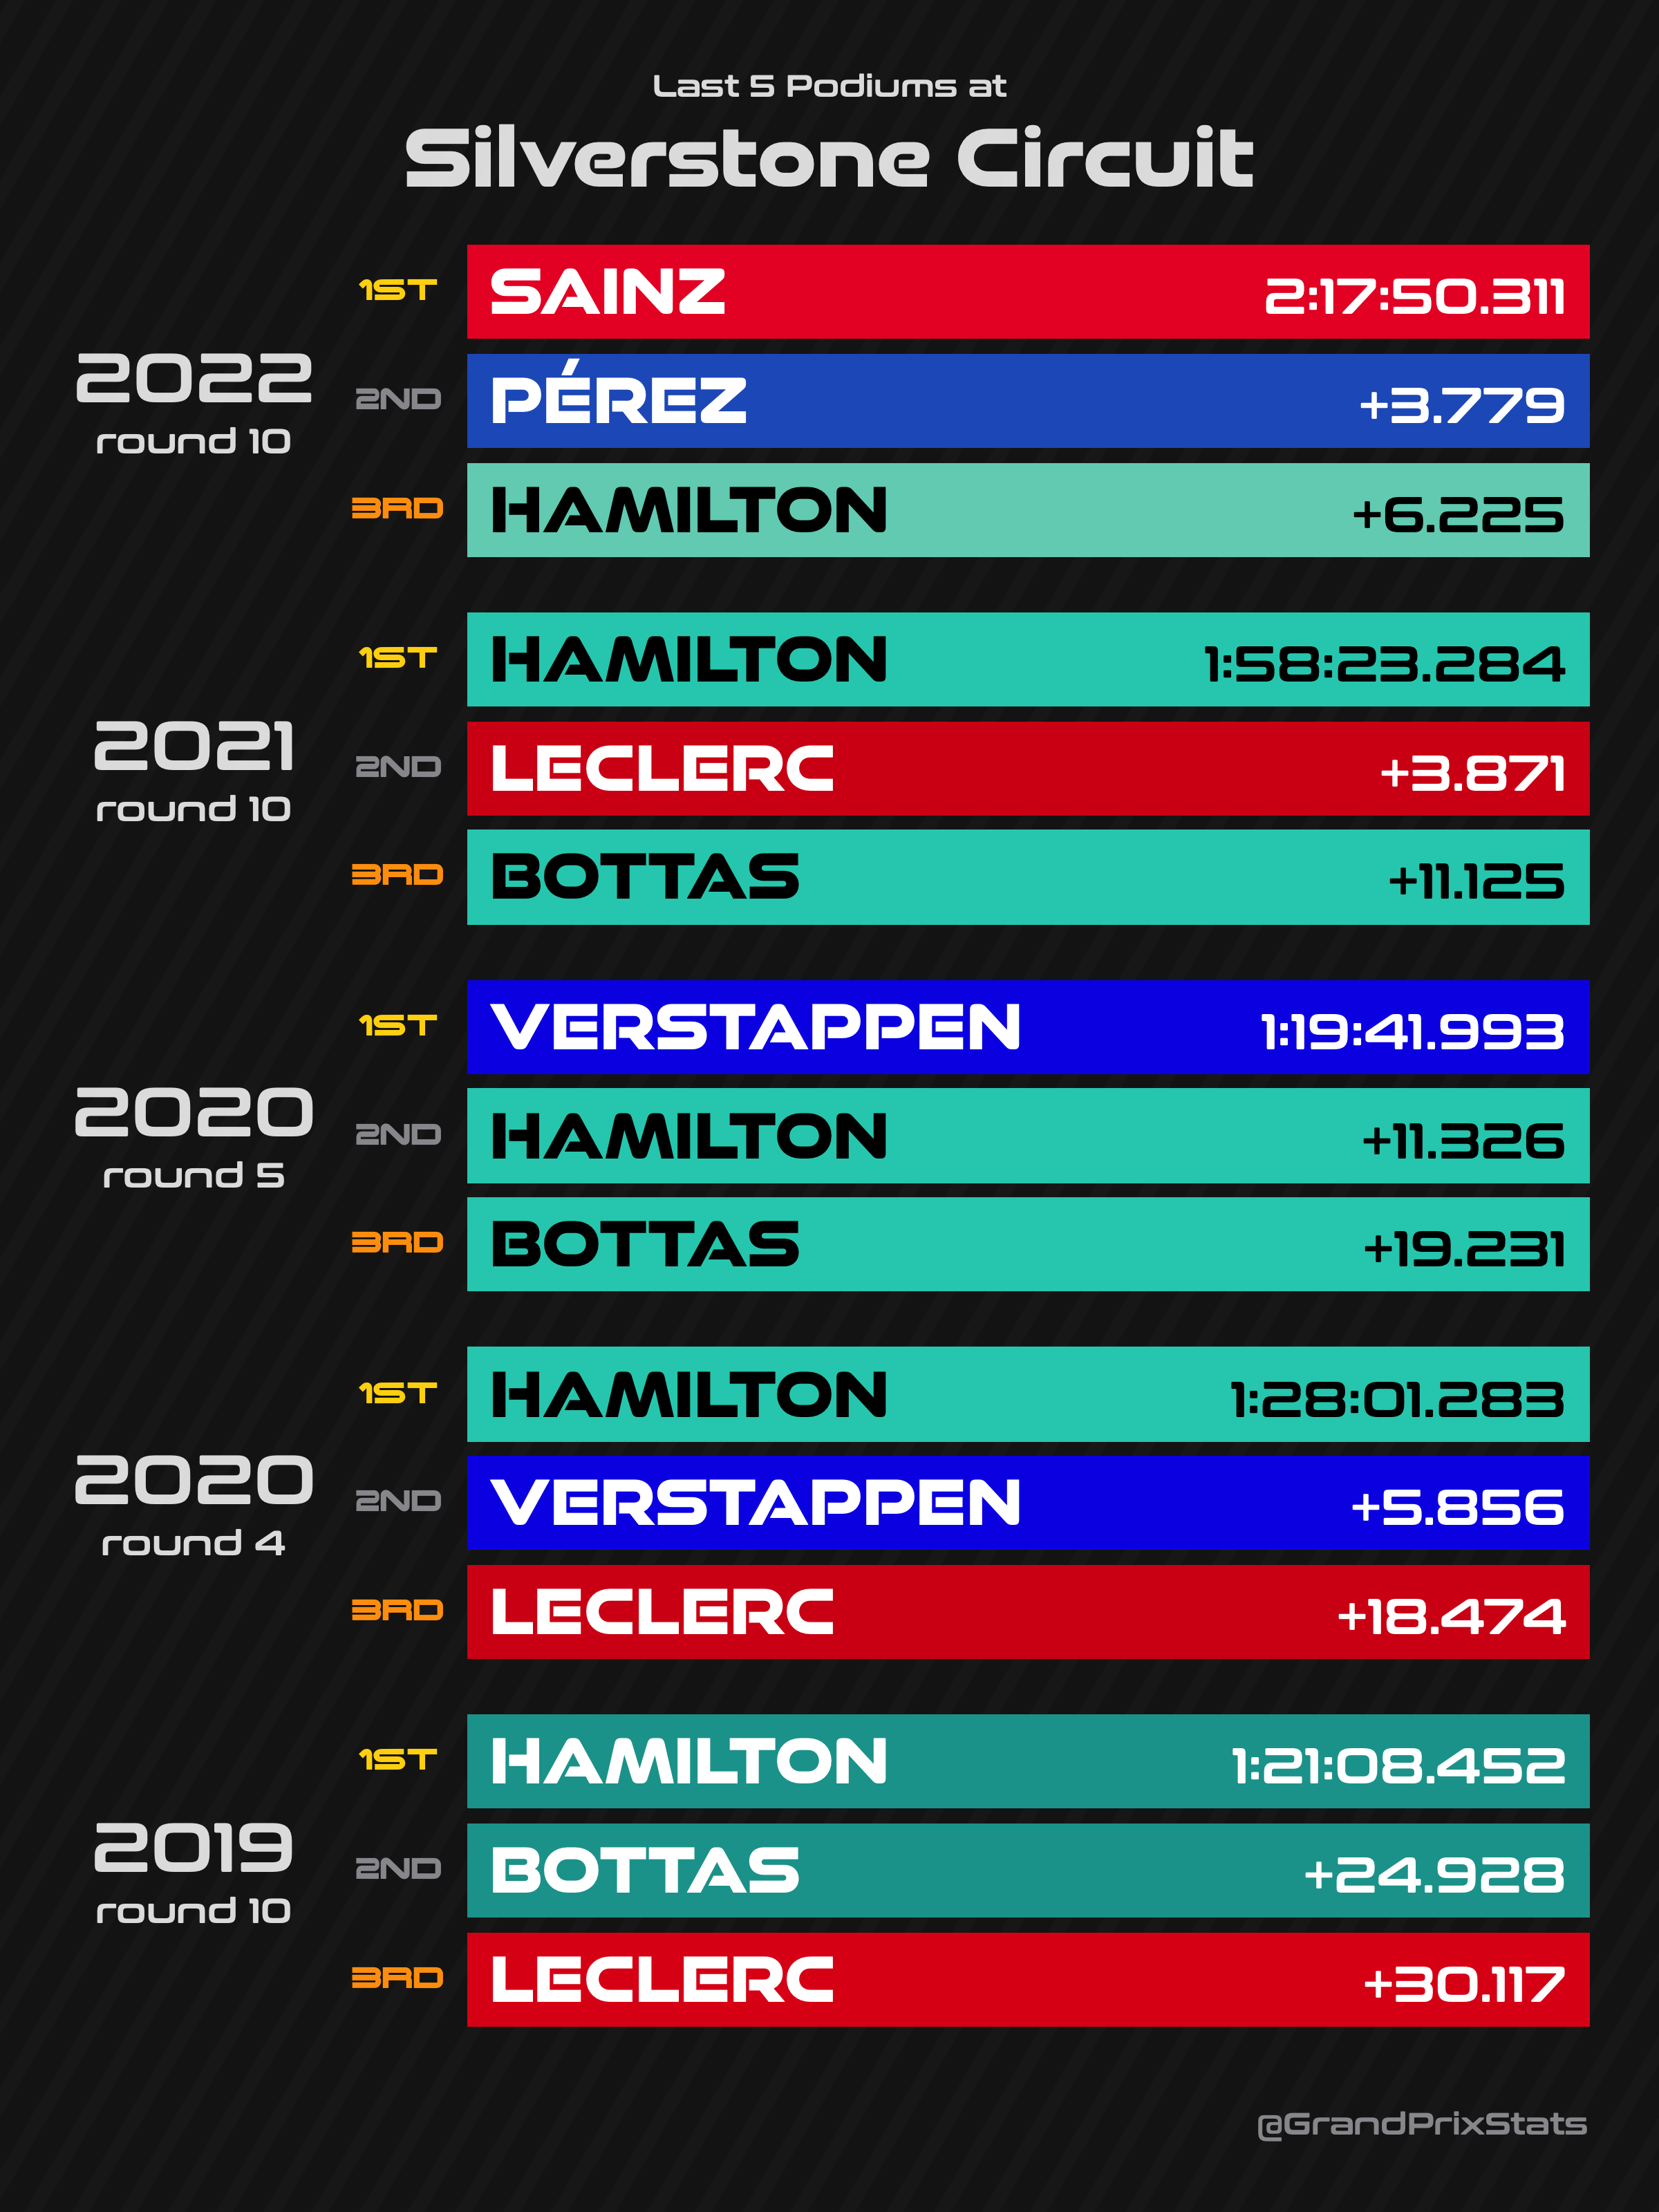 Last 5 Podiums at
Silverstone Circuit
2022
round 10
1ST SAINZ 2:17:50.311
2ND PÉREZ +3.779
3RD HAMILTON +6.225
2021
round 10
1ST HAMILTON 1:58:23.284
2ND LECLERC +3.871
3RD BOTTAS +11.125
2020
round 5
1ST VERSTAPPEN 1:19:41.993
2ND HAMILTON +11.326
3RD BOTTAS +19.231
2020
round 4
1ST HAMILTON 1:28:01.283
2ND VERSTAPPEN +5.856
3RD LECLERC +18.474
2019
round 10
1ST HAMILTON 1:21:08.452
2ND BOTTAS +24.928
3RD LECLERC +30.117
@GrandPrixStats